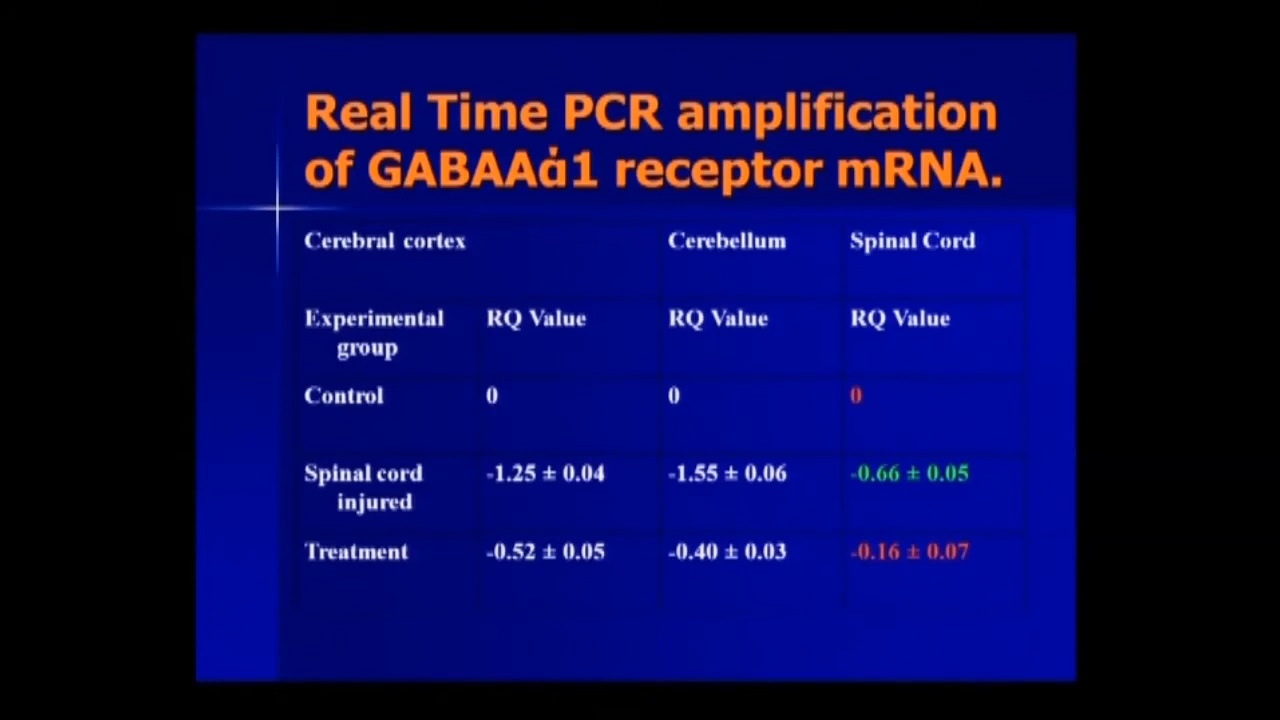 Real Time PCR amplification
of GABAAά1 receptor mRNA.
Cerebral cortex Cerebellum Spinal Cord
Experimental group RQ Value RQ Value RQ Value
Control 0 0 0
Spinal cord injured -1.25 ± 0.04 -1.55 ± 0.06 -0.66 ± 0.05
Treatment -0.52 ± 0.05 -0.40 ± 0.03 -0.16 ± 0.07